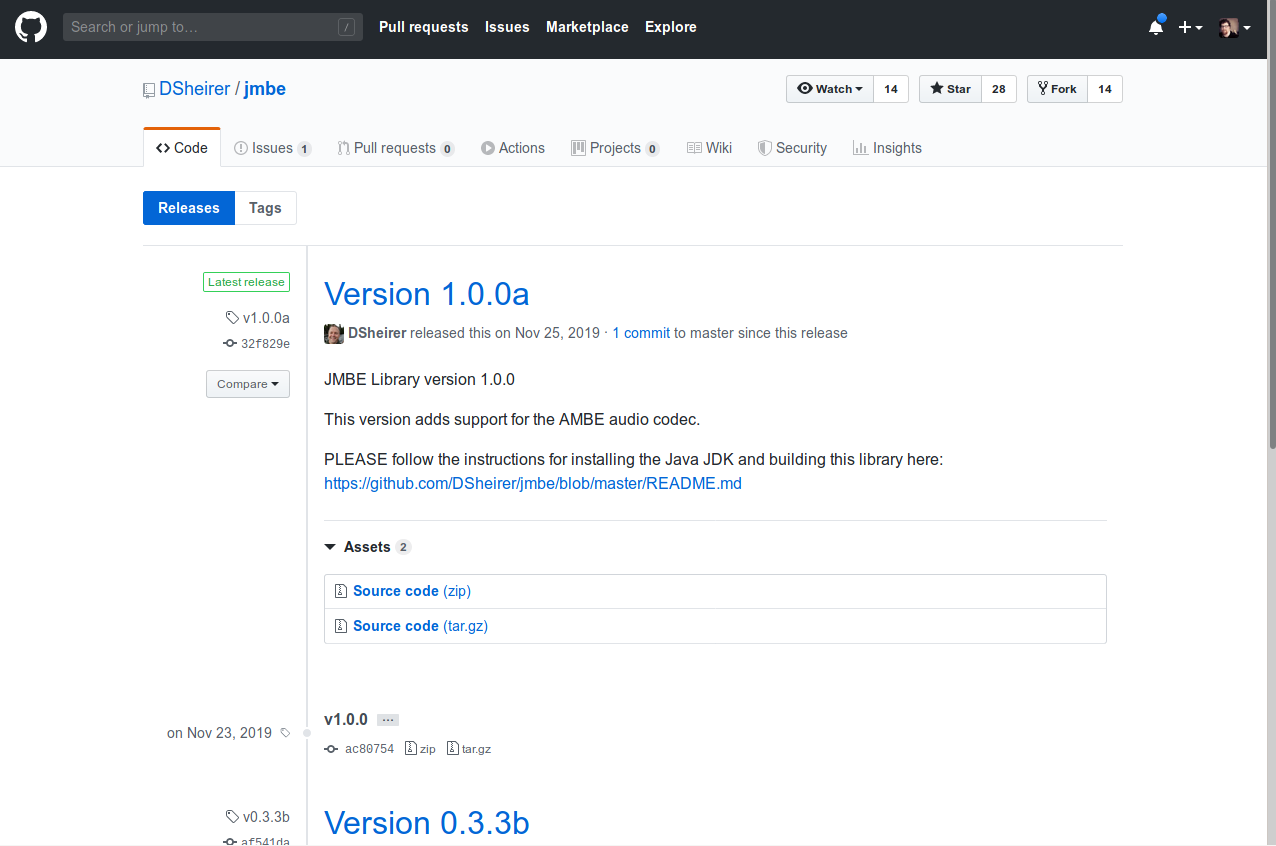 Search or jump to… /
Pull requests Issues Marketplace Explore
DSheirer / jmbe
Watch 14 Star 28 Fork 14
Code Issues 1 Pull requests 0 Actions Projects 0 Wiki Security Insights
Releases Tags
Latest release
v1.0.0a
32f829e
Compare
Version 1.0.0a
DSheirer released this on Nov 25, 2019 · 1 commit to master since this release
JMBE Library version 1.0.0
This version adds support for the AMBE audio codec.
PLEASE follow the instructions for installing the Java JDK and building this library here:
https://github.com/DSheirer/jmbe/blob/master/README.md
Assets 2
Source code (zip)
Source code (tar.gz)
on Nov 23, 2019
v1.0.0 …
ac80754 zip tar.gz
v0.3.3b
af541da
Version 0.3.3b